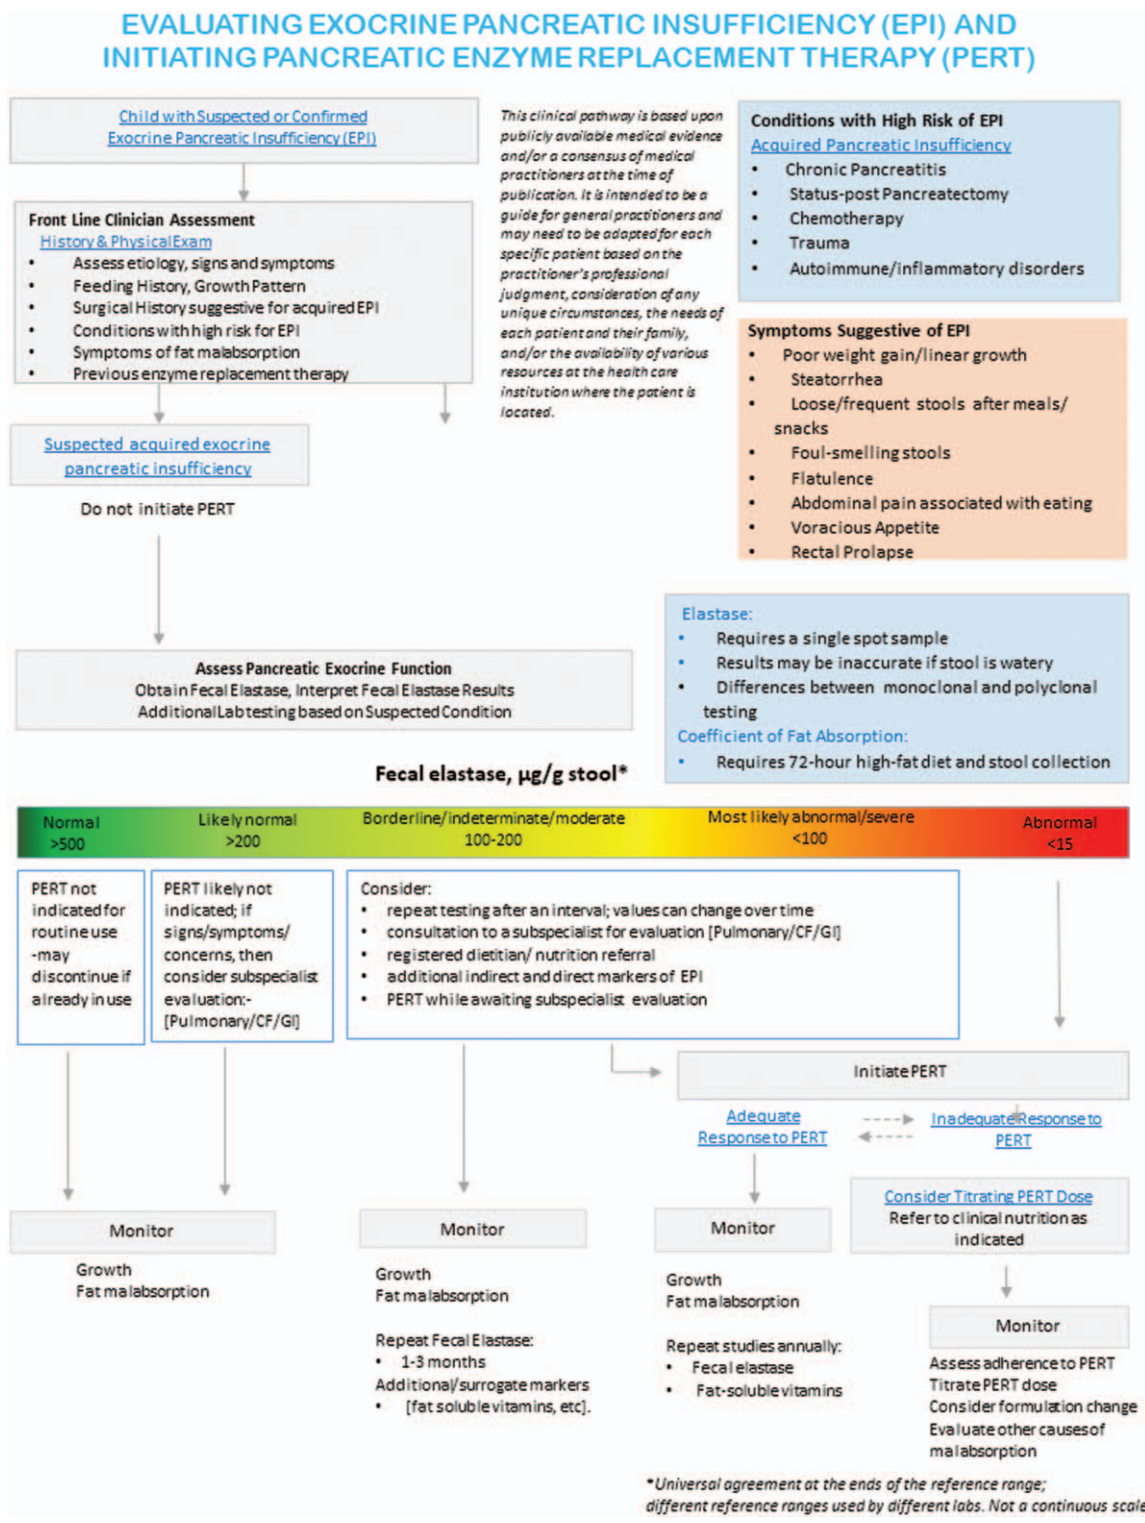 EVALUATING EXOCRINE PANCREATIC INSUFFICIENCY (EPI) AND
INITIATING PANCREATIC ENZYME REPLACEMENT THERAPY (PERT)
Child with Suspected or Confirmed
Exocrine Pancreatic Insufficiency (EPI)
Front Line Clinician Assessment
History & Physical Exam
• Assess etiology, signs and symptoms
• Feeding History, Growth Pattern
• Surgical History suggestive for acquired EPI
• Conditions with high risk for EPI
• Symptoms of fat malabsorption
• Previous enzyme replacement therapy
This clinical pathway is based upon
publicly available medical evidence
and/or a consensus of medical
practitioners at the time of
publication. It is intended to be a
guide for general practitioners and
may need to be adapted for each
specific patient based on the
practitioner's professional
judgment, consideration of any
unique circumstances, the needs of
each patient and their family,
and/or the availability of various
resources at the health care
institution where the patient is
located.
Conditions with High Risk of EPI
Acquired Pancreatic Insufficiency
• Chronic Pancreatitis
• Status-post Pancreatectomy
• Chemotherapy
• Trauma
• Autoimmune/inflammatory disorders
Symptoms Suggestive of EPI
• Poor weight gain/linear growth
• Steatorrhea
• Loose/frequent stools after meals/
snacks
• Foul-smelling stools
• Flatulence
• Abdominal pain associated with eating
• Voracious Appetite
• Rectal Prolapse
Suspected acquired exocrine
pancreatic insufficiency
Do not initiate PERT
Assess Pancreatic Exocrine Function
Obtain Fecal Elastase, Interpret Fecal Elastase Results
Additional Lab testing based on Suspected Condition
Elastase:
• Requires a single spot sample
• Results may be inaccurate if stool is watery
• Differences between monoclonal and polyclonal
testing
Coefficient of Fat Absorption:
• Requires 72-hour high-fat diet and stool collection
Fecal elastase, µg/g stool*
Normal
>500
Likely normal
>200
Borderline/indeterminate/moderate
100-200
Most likely abnormal/severe
<100
Abnormal
<15
PERT not
indicated for
routine use
-may
discontinue if
already in use
PERT likely not
indicated; if
signs/symptoms/
concerns, then
consider subspecialist
evaluation:-
[Pulmonary/CF/GI]
Consider:
• repeat testing after an interval; values can change over time
• consultation to a subspecialist for evaluation [Pulmonary/CF/GI]
• registered dietitian/ nutrition referral
• additional indirect and direct markers of EPI
• PERT while awaiting subspecialist evaluation
Initiate PERT
Adequate
Response to PERT
Inadequate Response to
PERT
Consider Titrating PERT Dose
Refer to clinical nutrition as
indicated
Monitor
Growth
Fat malabsorption
Monitor
Growth
Fat malabsorption
Repeat Fecal Elastase:
• 1-3 months
Additional/surrogate markers
• [fat soluble vitamins, etc].
Monitor
Growth
Fat malabsorption
Repeat studies annually:
• Fecal elastase
• Fat-soluble vitamins
Monitor
Assess adherence to PERT
Titrate PERT dose
Consider formulation change
Evaluate other causes of
malabsorption
*Universal agreement at the ends of the reference range;
different reference ranges used by different labs. Not a continuous scale